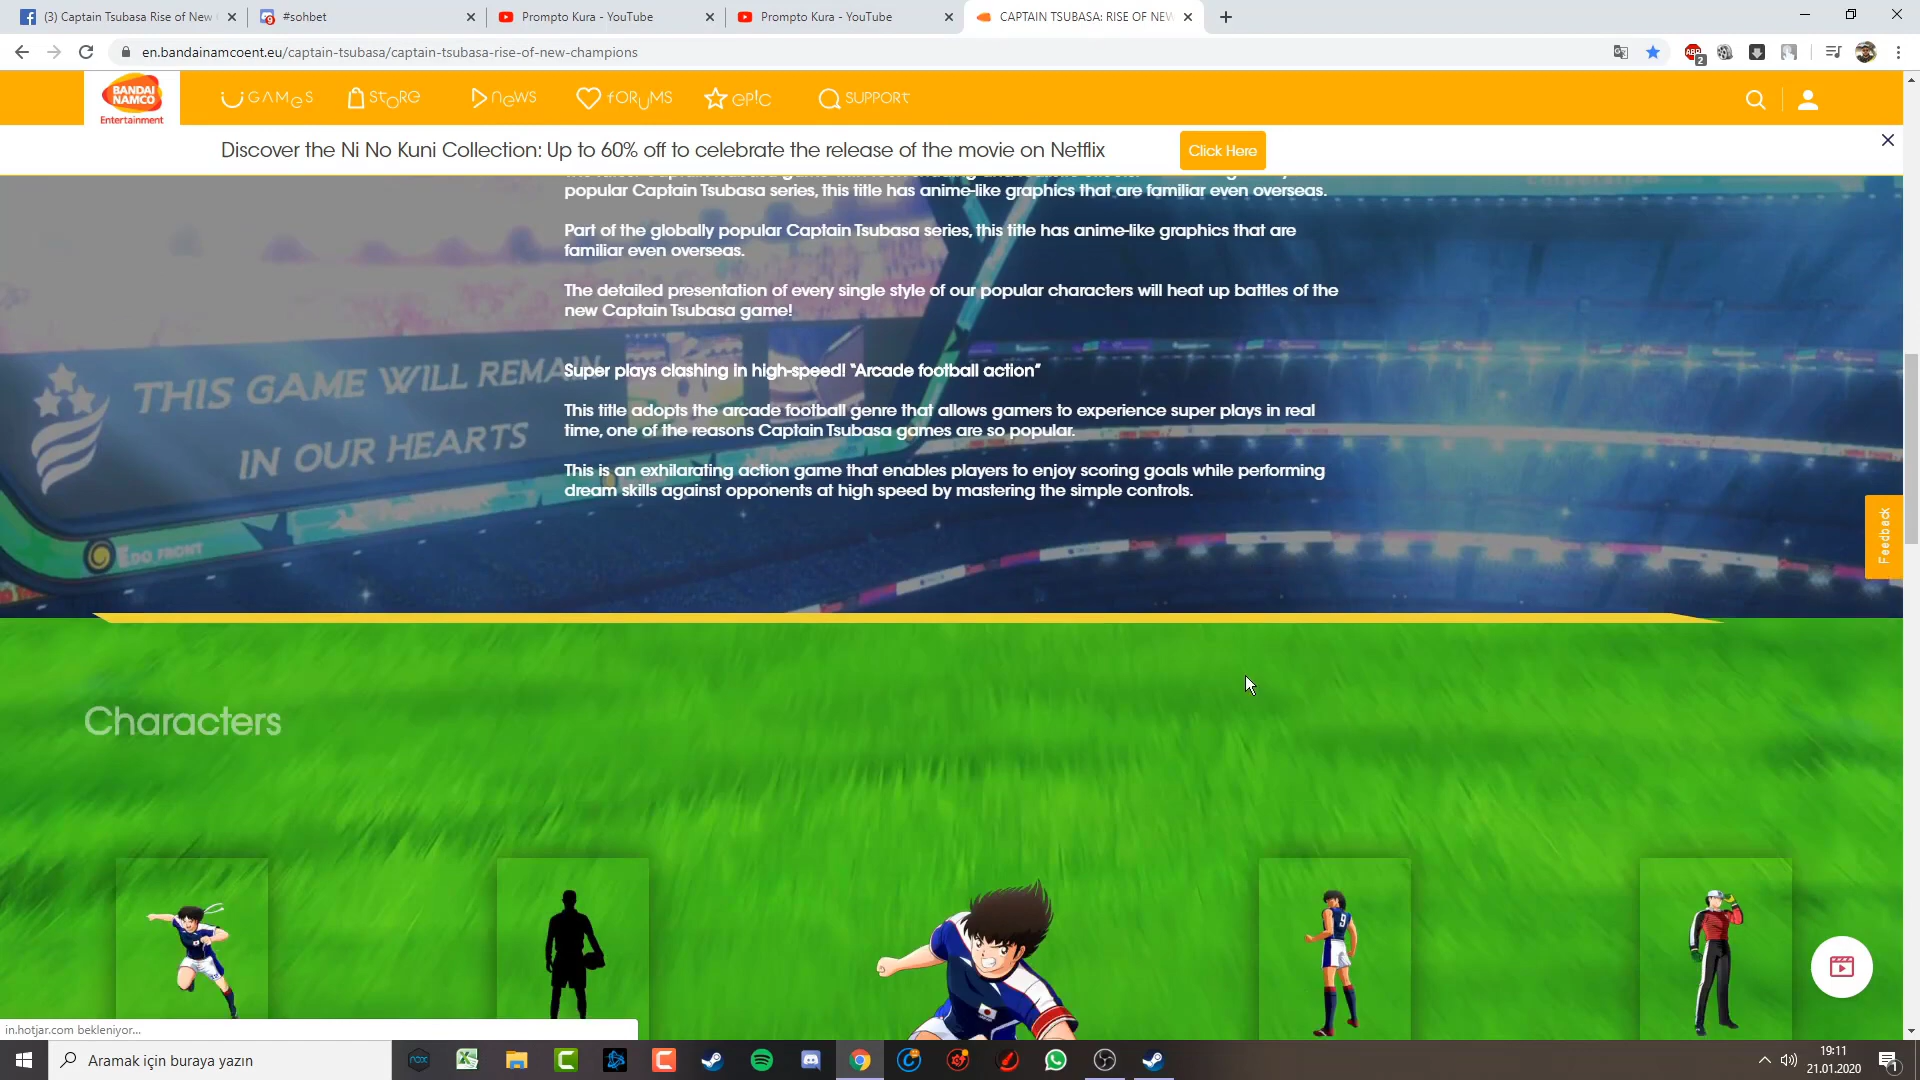 (3) Captain Tsubasa Rise of New
#sohbet
Prompto Kura - YouTube
Prompto Kura - YouTube
CAPTAIN TSUBASA: RISE OF NEW
en.bandainamcoent.eu/captain-tsubasa/captain-tsubasa-rise-of-new-champions
ABP
2
BANDAI
NAMCO
Entertainment
GAMES
STORE
NEWS
FORUMS
EPIC
SUPPORT
Discover the Ni No Kuni Collection: Up to 60% off to celebrate the release of the movie on Netflix
Click Here
popular Captain Tsubasa series, this title has anime-like graphics that are familiar even overseas.
Part of the globally popular Captain Tsubasa series, this title has anime-like graphics that are
familiar even overseas.
The detailed presentation of every single style of our popular characters will heat up battles of the
new Captain Tsubasa game!
THIS GAME WILL REMAIN
IN OUR HEARTS
Super plays clashing in high-speed! “Arcade football action”
This title adopts the arcade football genre that allows gamers to experience super plays in real
time, one of the reasons Captain Tsubasa games are so popular.
This is an exhilarating action game that enables players to enjoy scoring goals while performing
dream skills against opponents at high speed by mastering the simple controls.
Feedback
Characters
9
in.hotjar.com bekleniyor...
Aramak için buraya yazın
nox
19:11
21.01.2020
1